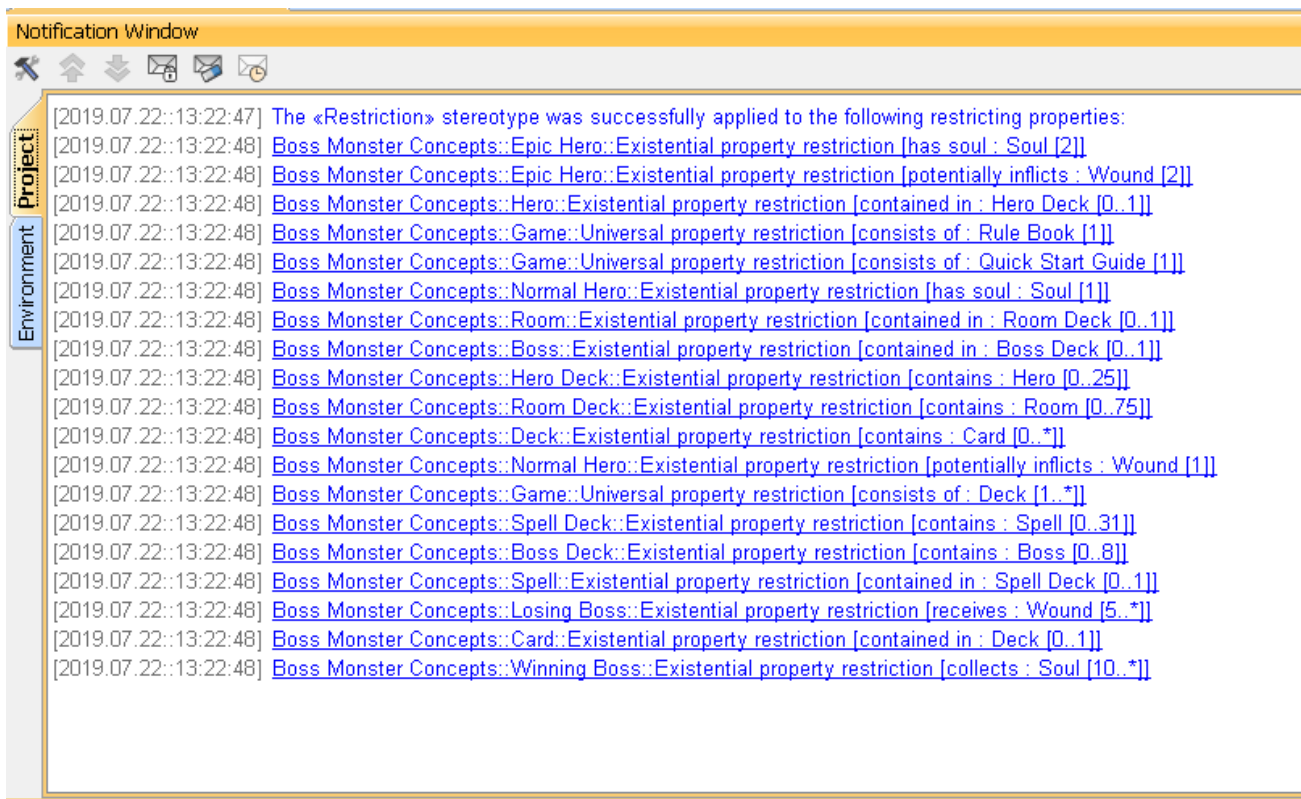 Notification Window
Project
Environment
[2019.07.22::13:22:47] The «Restriction» stereotype was successfully applied to the following restricting properties:
[2019.07.22::13:22:48] Boss Monster Concepts::Epic Hero::Existential property restriction [has soul : Soul [2]]
[2019.07.22::13:22:48] Boss Monster Concepts::Epic Hero::Existential property restriction [potentially inflicts : Wound [2]]
[2019.07.22::13:22:48] Boss Monster Concepts::Hero::Existential property restriction [contained in : Hero Deck [0..1]]
[2019.07.22::13:22:48] Boss Monster Concepts::Game::Universal property restriction [consists of : Rule Book [1]]
[2019.07.22::13:22:48] Boss Monster Concepts::Game::Universal property restriction [consists of : Quick Start Guide [1]]
[2019.07.22::13:22:48] Boss Monster Concepts::Normal Hero::Existential property restriction [has soul : Soul [1]]
[2019.07.22::13:22:48] Boss Monster Concepts::Room::Existential property restriction [contained in : Room Deck [0..1]]
[2019.07.22::13:22:48] Boss Monster Concepts::Boss::Existential property restriction [contained in : Boss Deck [0..1]]
[2019.07.22::13:22:48] Boss Monster Concepts::Hero Deck::Existential property restriction [contains : Hero [0..25]]
[2019.07.22::13:22:48] Boss Monster Concepts::Room Deck::Existential property restriction [contains : Room [0..75]]
[2019.07.22::13:22:48] Boss Monster Concepts::Deck::Existential property restriction [contains : Card [0..*]]
[2019.07.22::13:22:48] Boss Monster Concepts::Normal Hero::Existential property restriction [potentially inflicts : Wound [1]]
[2019.07.22::13:22:48] Boss Monster Concepts::Game::Universal property restriction [consists of : Deck [1..*]]
[2019.07.22::13:22:48] Boss Monster Concepts::Spell Deck::Existential property restriction [contains : Spell [0..31]]
[2019.07.22::13:22:48] Boss Monster Concepts::Boss Deck::Existential property restriction [contains : Boss [0..8]]
[2019.07.22::13:22:48] Boss Monster Concepts::Spell::Existential property restriction [contained in : Spell Deck [0..1]]
[2019.07.22::13:22:48] Boss Monster Concepts::Losing Boss::Existential property restriction [receives : Wound [5..*]]
[2019.07.22::13:22:48] Boss Monster Concepts::Card::Existential property restriction [contained in : Deck [0..1]]
[2019.07.22::13:22:48] Boss Monster Concepts::Winning Boss::Existential property restriction [collects : Soul [10..*]]